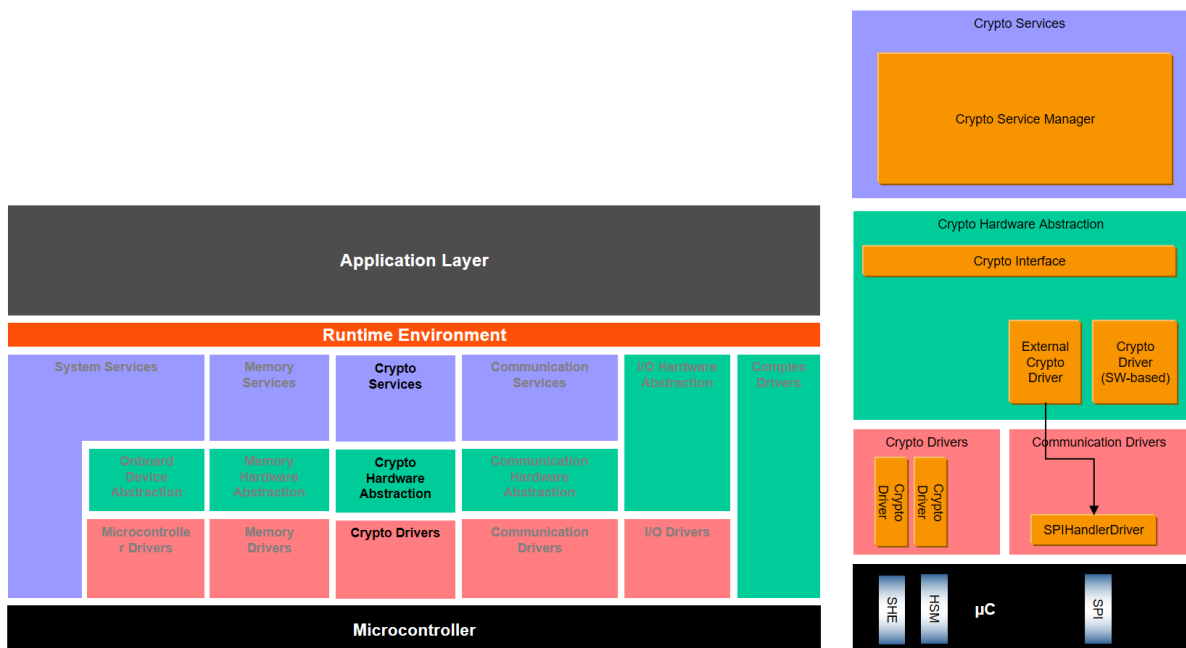 Application Layer
Runtime Environment
System Services
Memory
Services
Crypto
Services
Communication
Services
I/O Hardware
Abstraction
Complex
Drivers
Onboard
Device
Abstraction
Memory
Hardware
Abstraction
Crypto
Hardware
Abstraction
Communication
Hardware
Abstraction
Microcontrolle
r Drivers
Memory
Drivers
Crypto Drivers
Communication
Drivers
I/O Drivers
Microcontroller
Crypto Services
Crypto Service Manager
Crypto Hardware Abstraction
Crypto Interface
External
Crypto
Driver
Crypto
Driver
(SW-based)
Crypto Drivers
Crypto
Driver
Crypto
Driver
Communication Drivers
SPIHandlerDriver
SHE
HSM
µC
SPI